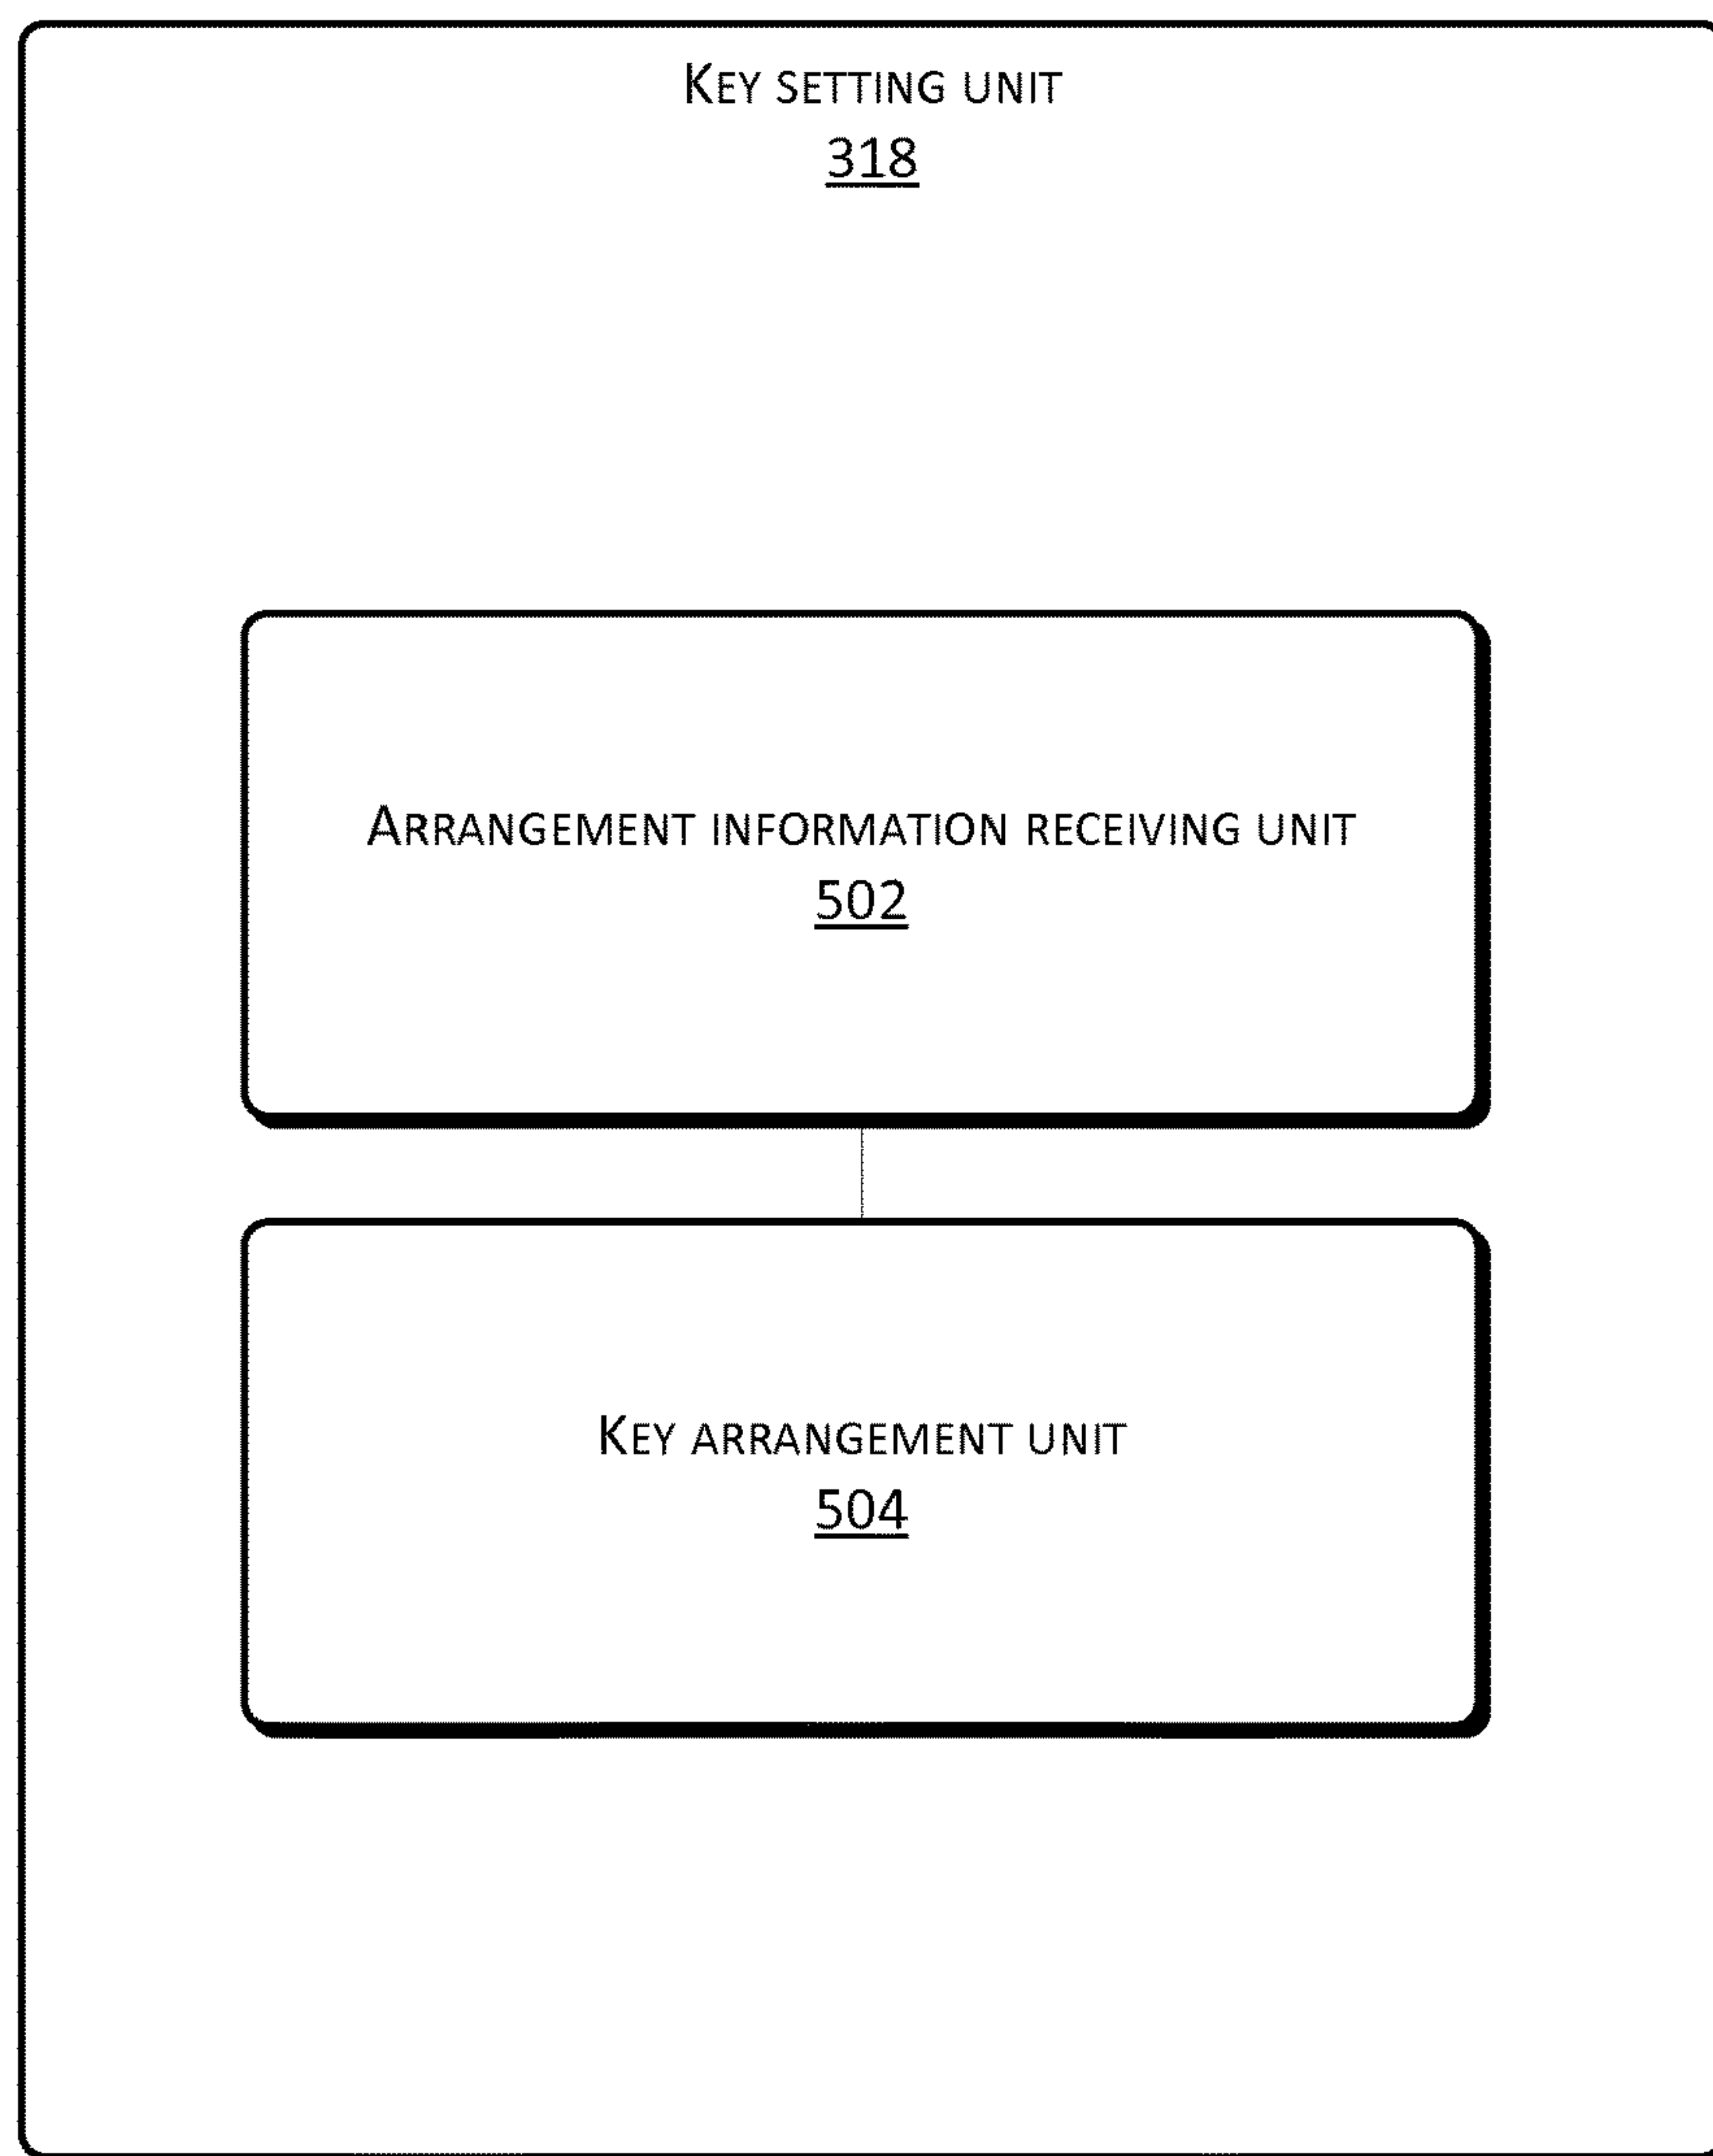 Key setting unit
318
Arrangement information receiving unit
502
Key arrangement unit
504